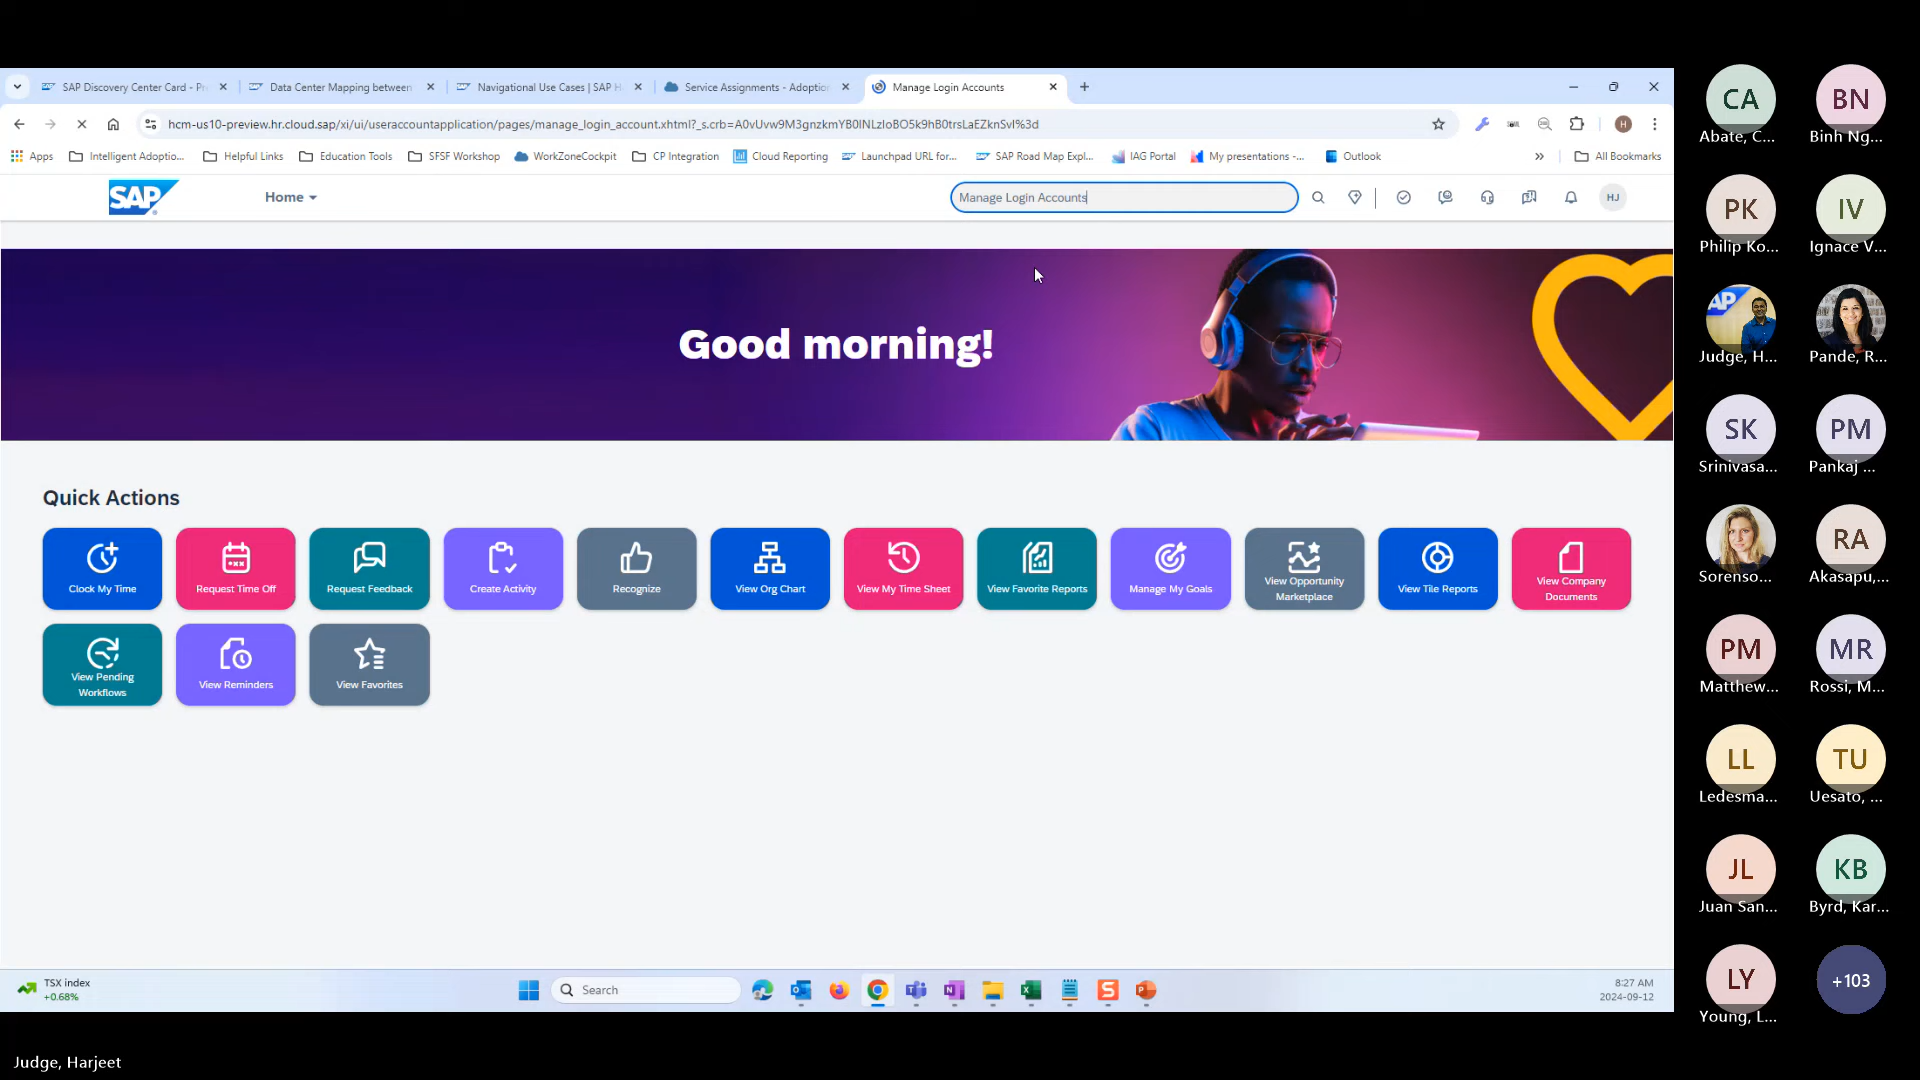 SAP Discovery Center Card - Pr
Data Center Mapping between
Navigational Use Cases | SAP H
Service Assignments - Adoption
Manage Login Accounts
hcm-us10-preview.hr.cloud.sap/xi/ui/useraccountapplication/pages/manage_login_account.xhtml?_s.crb=A0vUvw9M3gnzkmYB0lNLzIoBO5k9hB0trsLaEZknSvI%3d
H
Apps
Intelligent Adoptio...
Helpful Links
Education Tools
SFSF Workshop
WorkZoneCockpit
CP Integration
Cloud Reporting
Launchpad URL for...
SAP Road Map Expl...
IAG Portal
My presentations -...
Outlook
»
All Bookmarks
SAP
Home
Manage Login Accounts
HJ
Good morning!
Quick Actions
Clock My Time
Request Time Off
Request Feedback
Create Activity
Recognize
View Org Chart
View My Time Sheet
View Favorite Reports
Manage My Goals
View Opportunity
Marketplace
View Tile Reports
View Company
Documents
View Pending
Workflows
View Reminders
View Favorites
TSX index
+0.68%
Search
8:27 AM
2024-09-12
CA
Abate, C...
BN
Binh Ng...
PK
Philip Ko...
IV
Ignace V...
Judge, H...
Pande, R...
SK
Srinivasa...
PM
Pankaj ...
Sorenso...
RA
Akasapu,...
PM
Matthew...
MR
Rossi, M...
LL
Ledesma...
TU
Uesato, ...
JL
Juan San...
KB
Byrd, Kar...
LY
Young, L...
+103
Judge, Harjeet